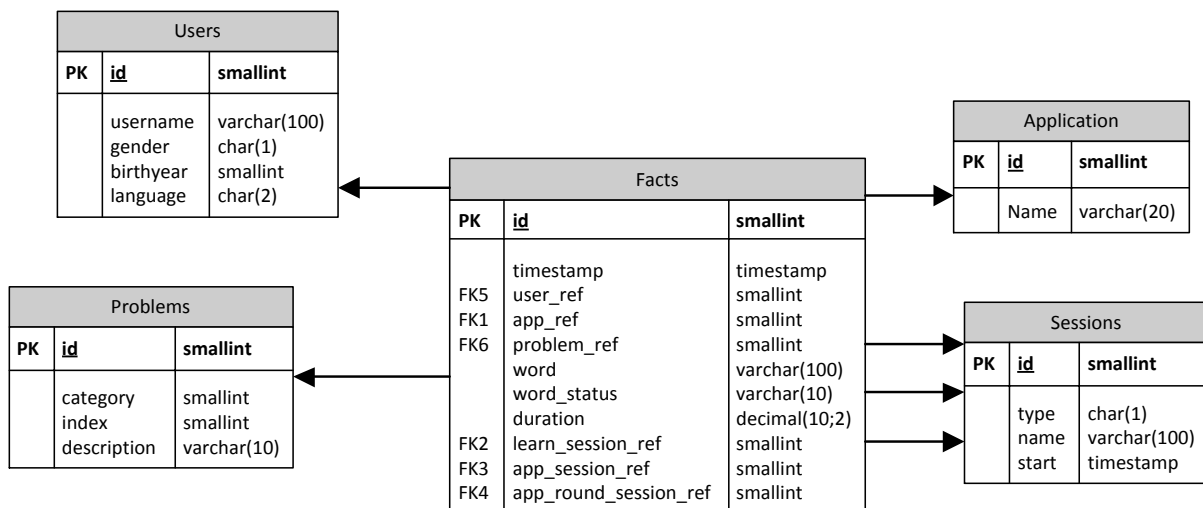 Users
PK id smallint
username varchar(100)
gender char(1)
birthyear smallint
language char(2)
Problems
PK id smallint
category smallint
index smallint
description varchar(10)
Facts
PK id smallint
timestamp timestamp
FK5 user_ref smallint
FK1 app_ref smallint
FK6 problem_ref smallint
word varchar(100)
word_status varchar(10)
duration decimal(10;2)
FK2 learn_session_ref smallint
FK3 app_session_ref smallint
FK4 app_round_session_ref smallint
Application
PK id smallint
Name varchar(20)
Sessions
PK id smallint
type char(1)
name varchar(100)
start timestamp